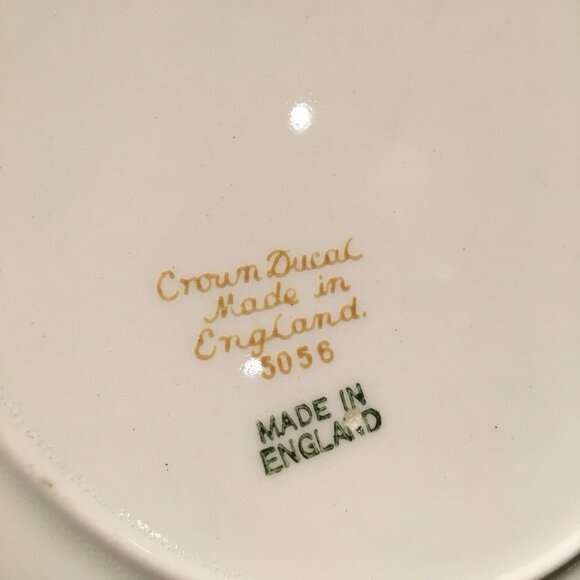 Crown Ducal
Made in
England.
5056
MADE IN
ENGLAND